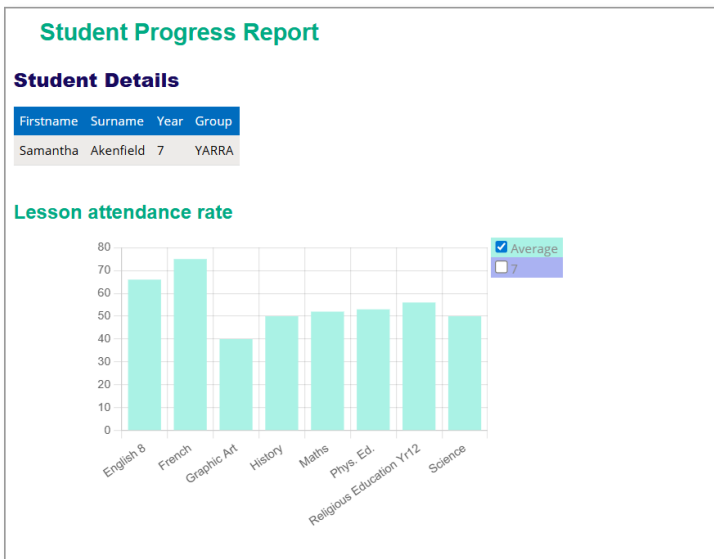 Student Progress Report
Student Details
Firstname Surname Year Group
Samantha Akenfield 7 YARRA
Lesson attendance rate
80
70
60
50
40
30
20
10
0
English 8
French
Graphic Art
History
Maths
Phys. Ed.
Religious Education Yr12
Science
Average
7